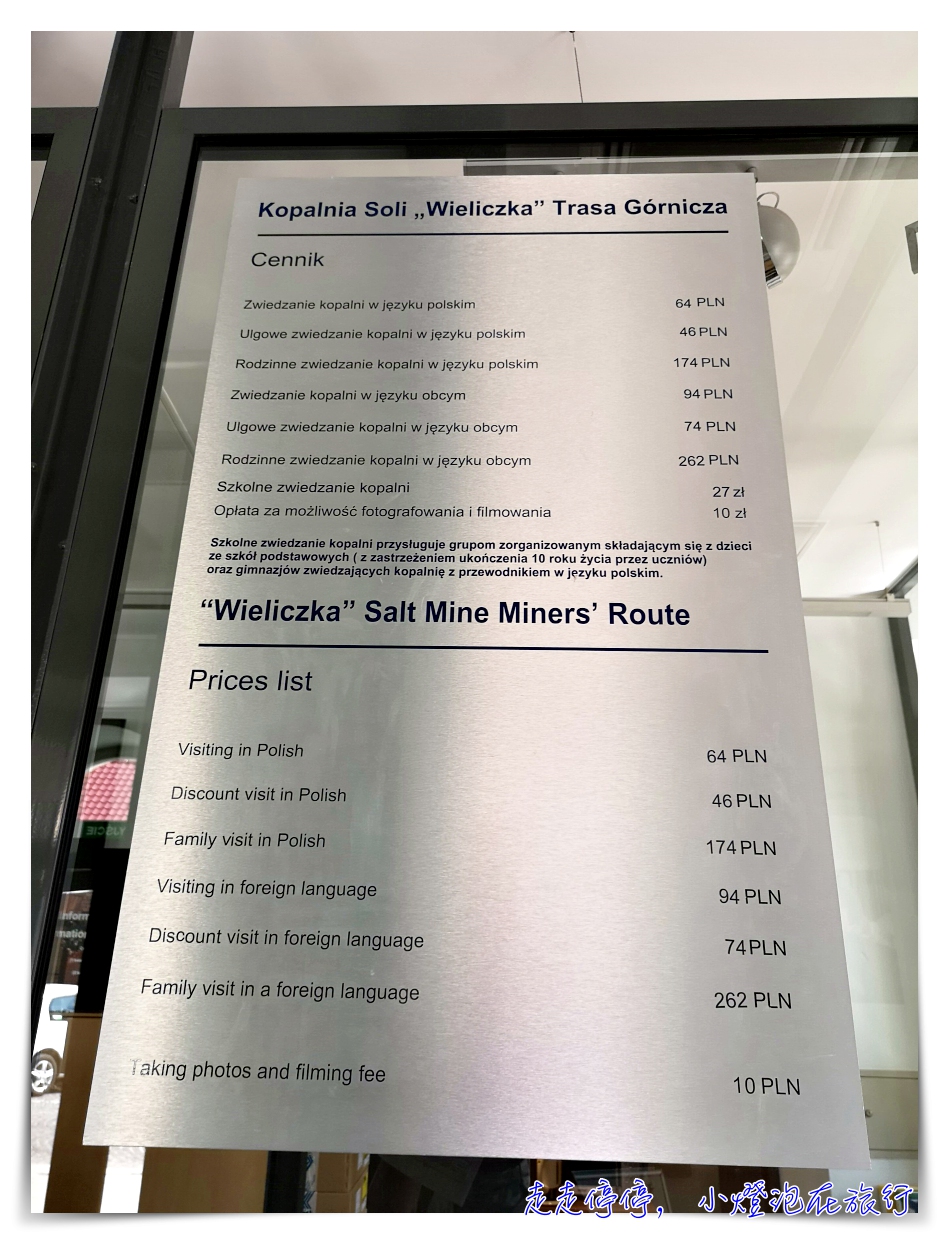 Kopalnia Soli „Wieliczka” Trasa Górnicza
Cennik
Zwiedzanie kopalni w języku polskim 64 PLN
Ulgowe zwiedzanie kopalni w języku polskim 46 PLN
Rodzinne zwiedzanie kopalni w języku polskim 174 PLN
Zwiedzanie kopalni w języku obcym 94 PLN
Ulgowe zwiedzanie kopalni w języku obcym 74 PLN
Rodzinne zwiedzanie kopalni w języku obcym 262 PLN
Szkolne zwiedzanie kopalni 27 zł
Opłata za możliwość fotografowania i filmowania 10 zł
Szkolne zwiedzanie kopalni przysługuje grupom zorganizowanym składającym się z dzieci
ze szkół podstawowych ( z zastrzeżeniem ukończenia 10 roku życia przez uczniów)
oraz gimnazjów zwiedzających kopalnię z przewodnikiem w języku polskim.
“Wieliczka” Salt Mine Miners’ Route
Prices list
Visiting in Polish 64 PLN
Discount visit in Polish 46 PLN
Family visit in Polish 174 PLN
Visiting in foreign language 94 PLN
Discount visit in foreign language 74 PLN
Family visit in a foreign language 262 PLN
Taking photos and filming fee 10 PLN
走走停停，小燈泡在旅行